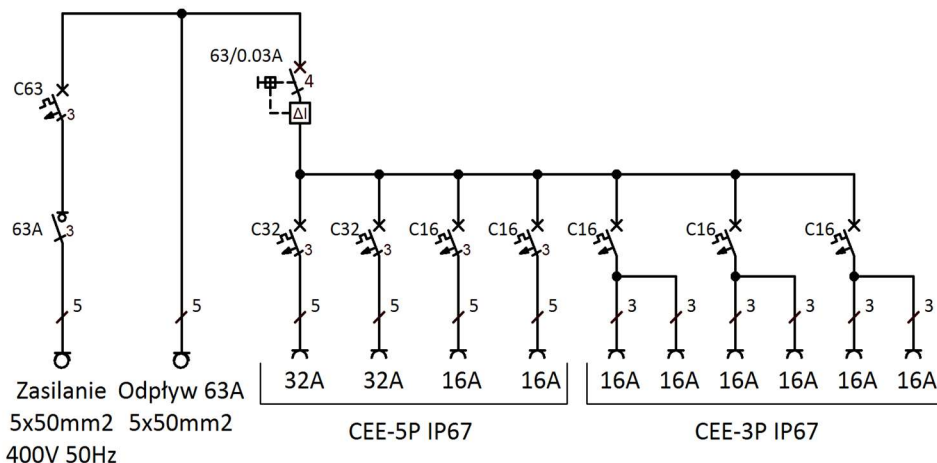 63/0.03A
4
C63
3
ΔI
63A
3
C32 C32 C16 C16 C16 C16 C16
3 3 3 3
5 5 5 5 5 5 3 3 3 3 3 3
32A 32A 16A 16A 16A 16A 16A 16A 16A 16A
Zasilanie Odpływ 63A
5x50mm2 5x50mm2
400V 50Hz
CEE-5P IP67 CEE-3P IP67